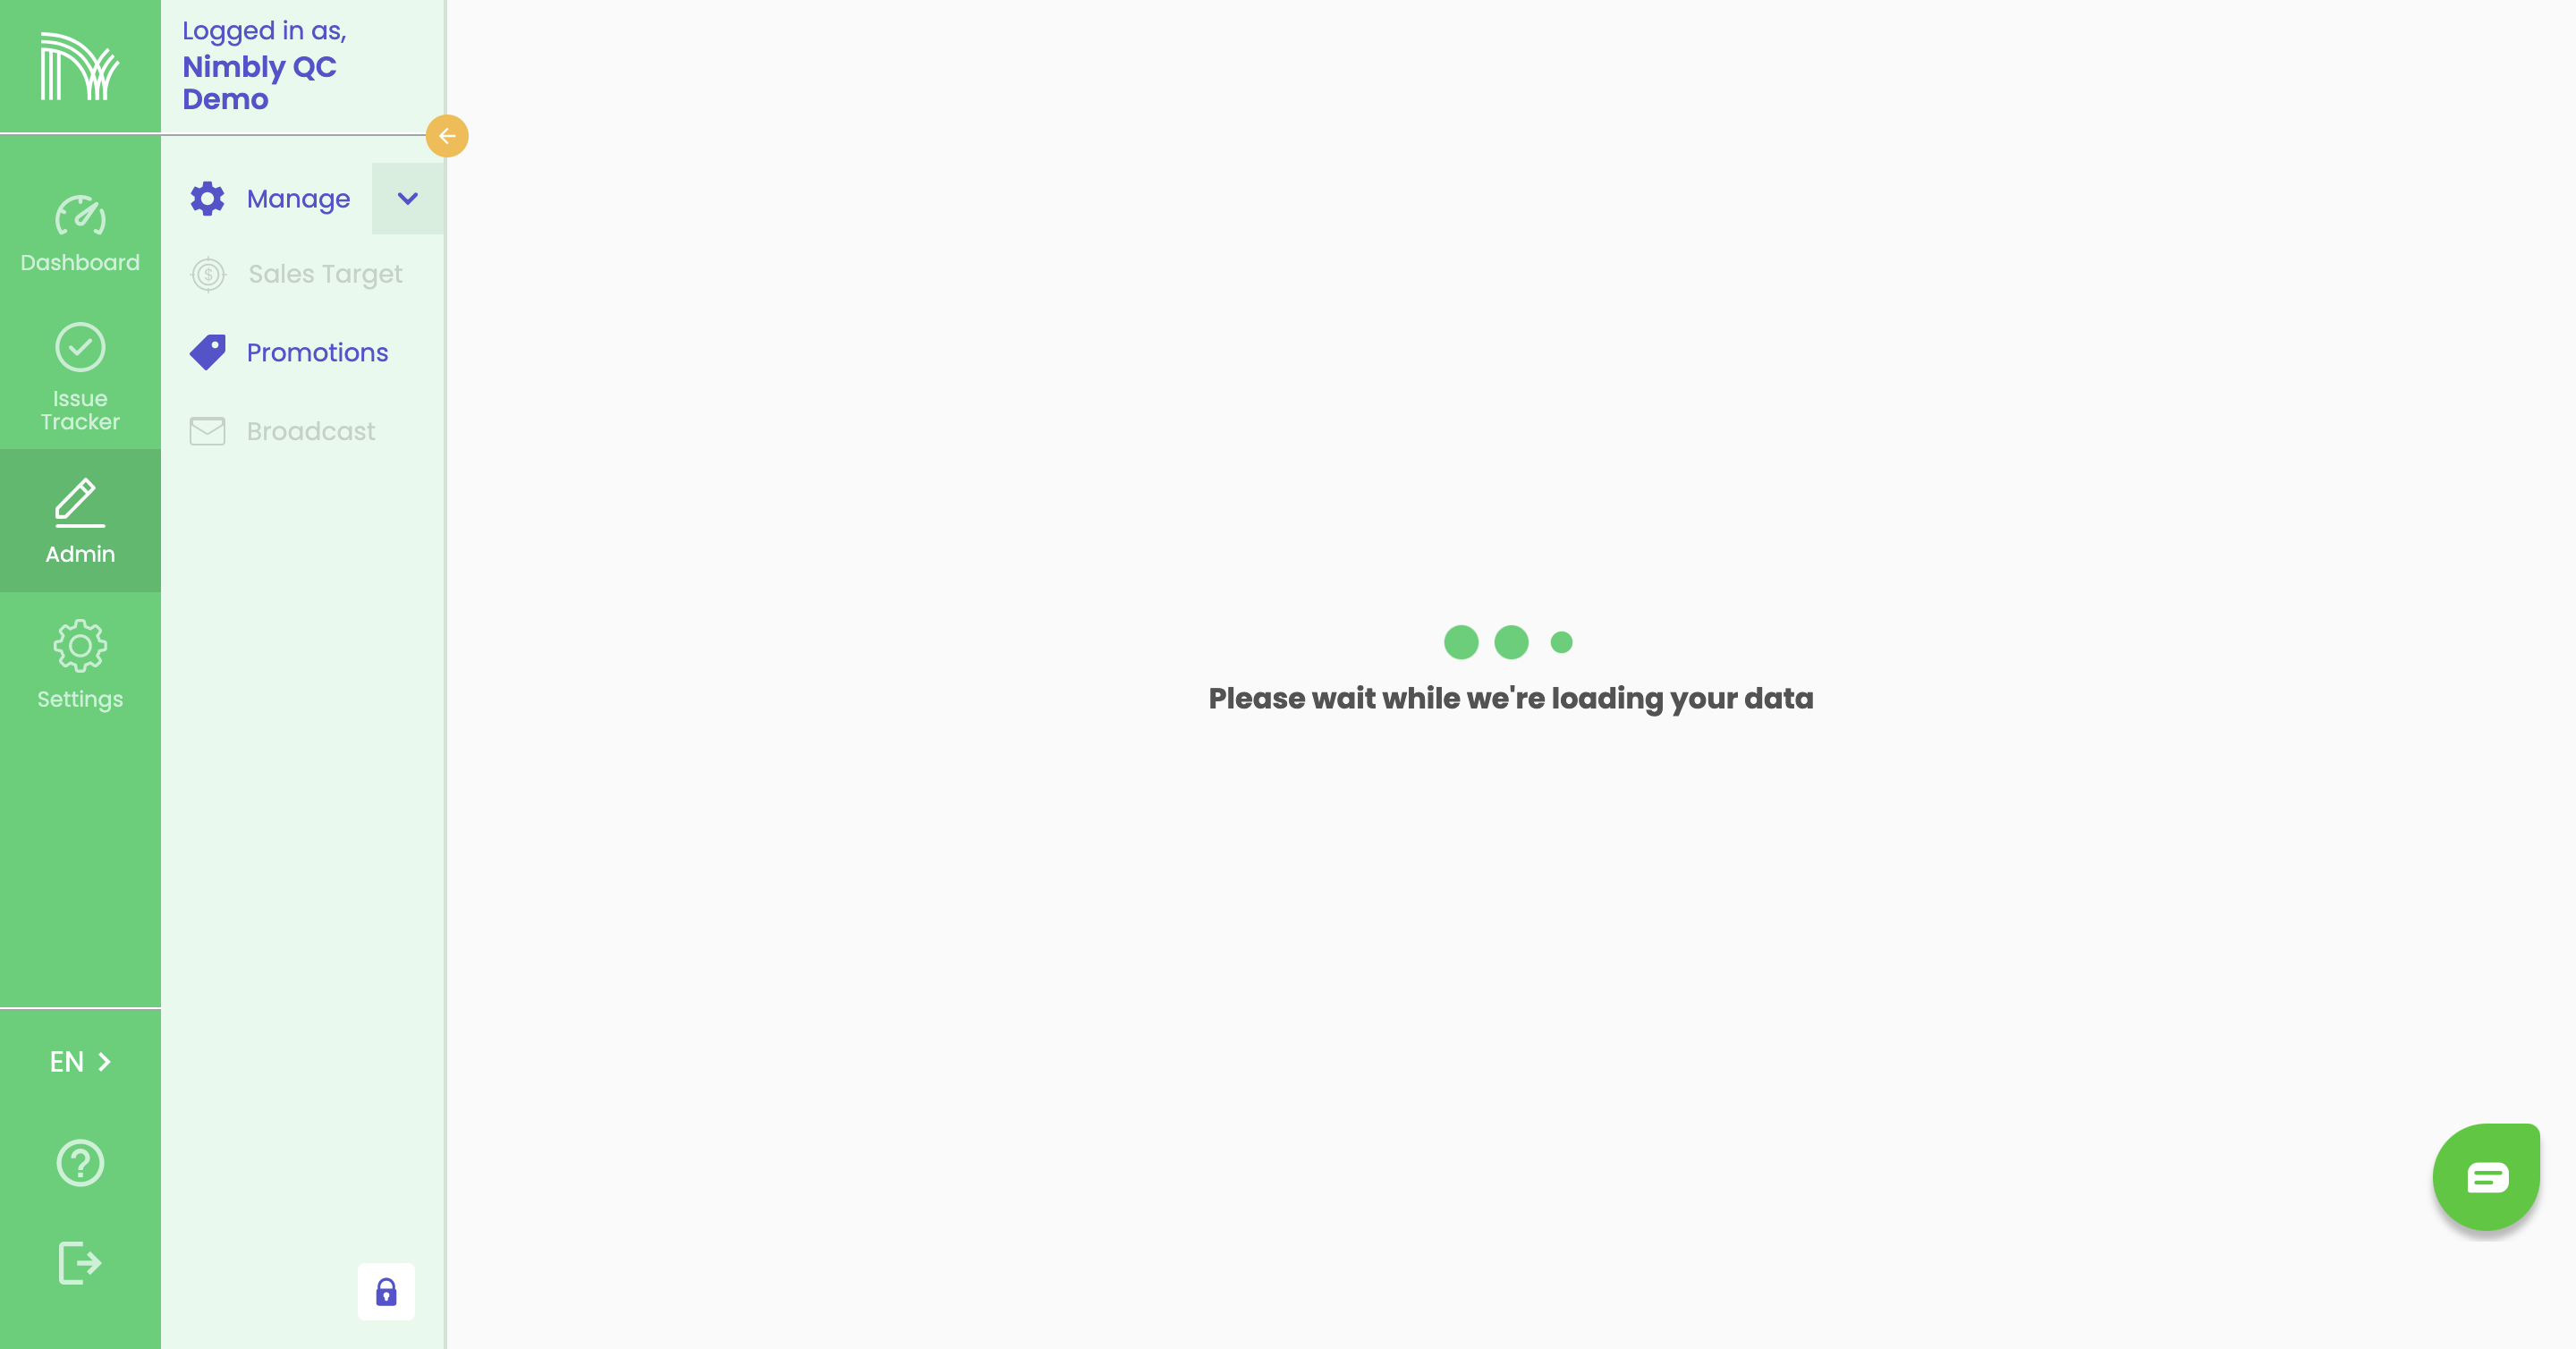 Logged in as,
Nimbly QC
Demo
Dashboard
Issue
Tracker
Admin
Settings
EN
Manage
Sales Target
Promotions
Broadcast
Please wait while we're loading your data